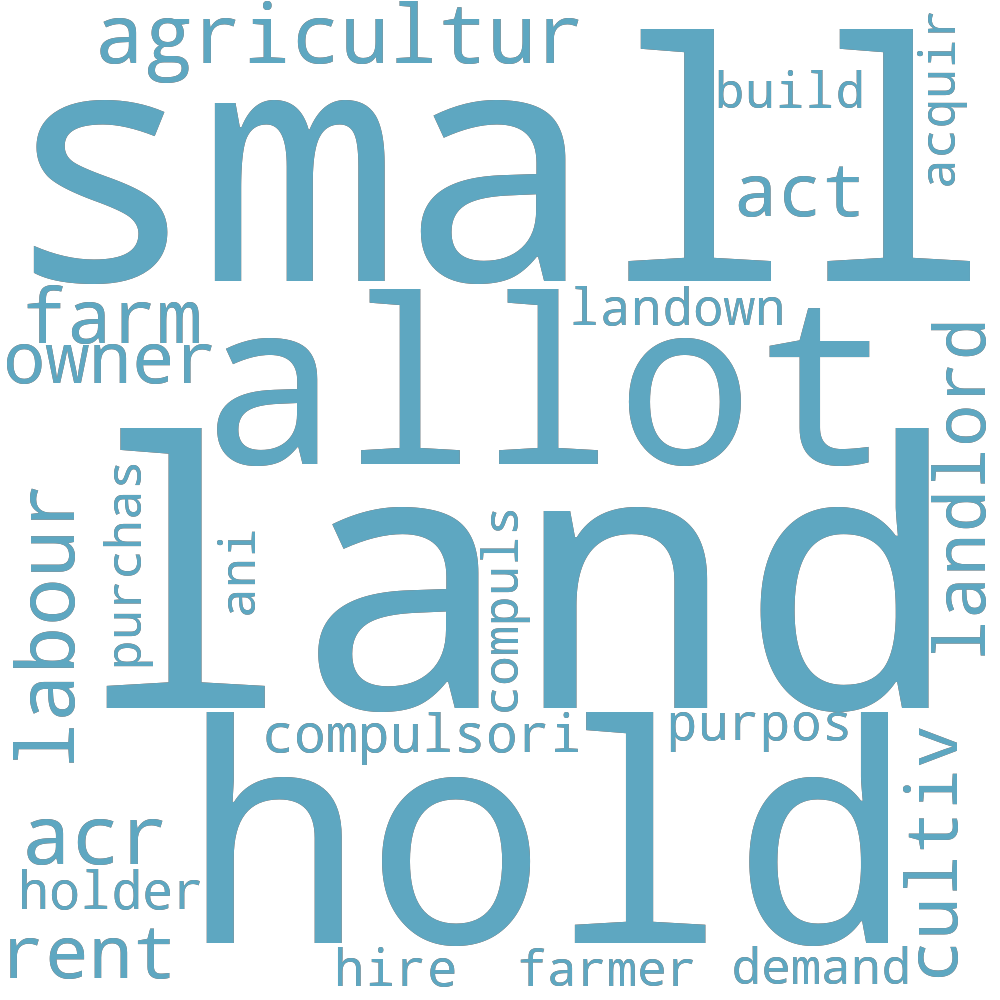 agricultur
small
build
acquir
act
farm
landown
owner
allot
landlord
land
labour
purchas
ani
compuls
hold
compulsori
purpos
cultiv
acr
holder
rent
hire
farmer
demand